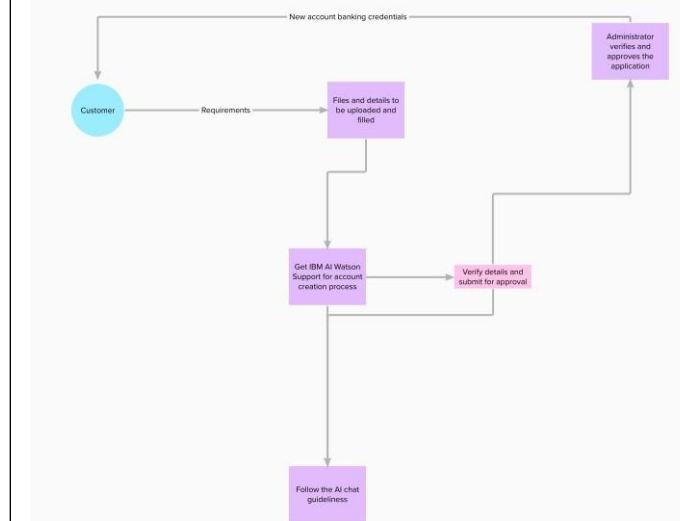 New account banking credentials
Administrator
verifies and
approves the
application
Customer
Requirements
Files and details to
be uploaded and
filled
Get IBM AI Watson
Support for account
creation process
Verify details and
submit for approval
Follow the AI chat
guideliness